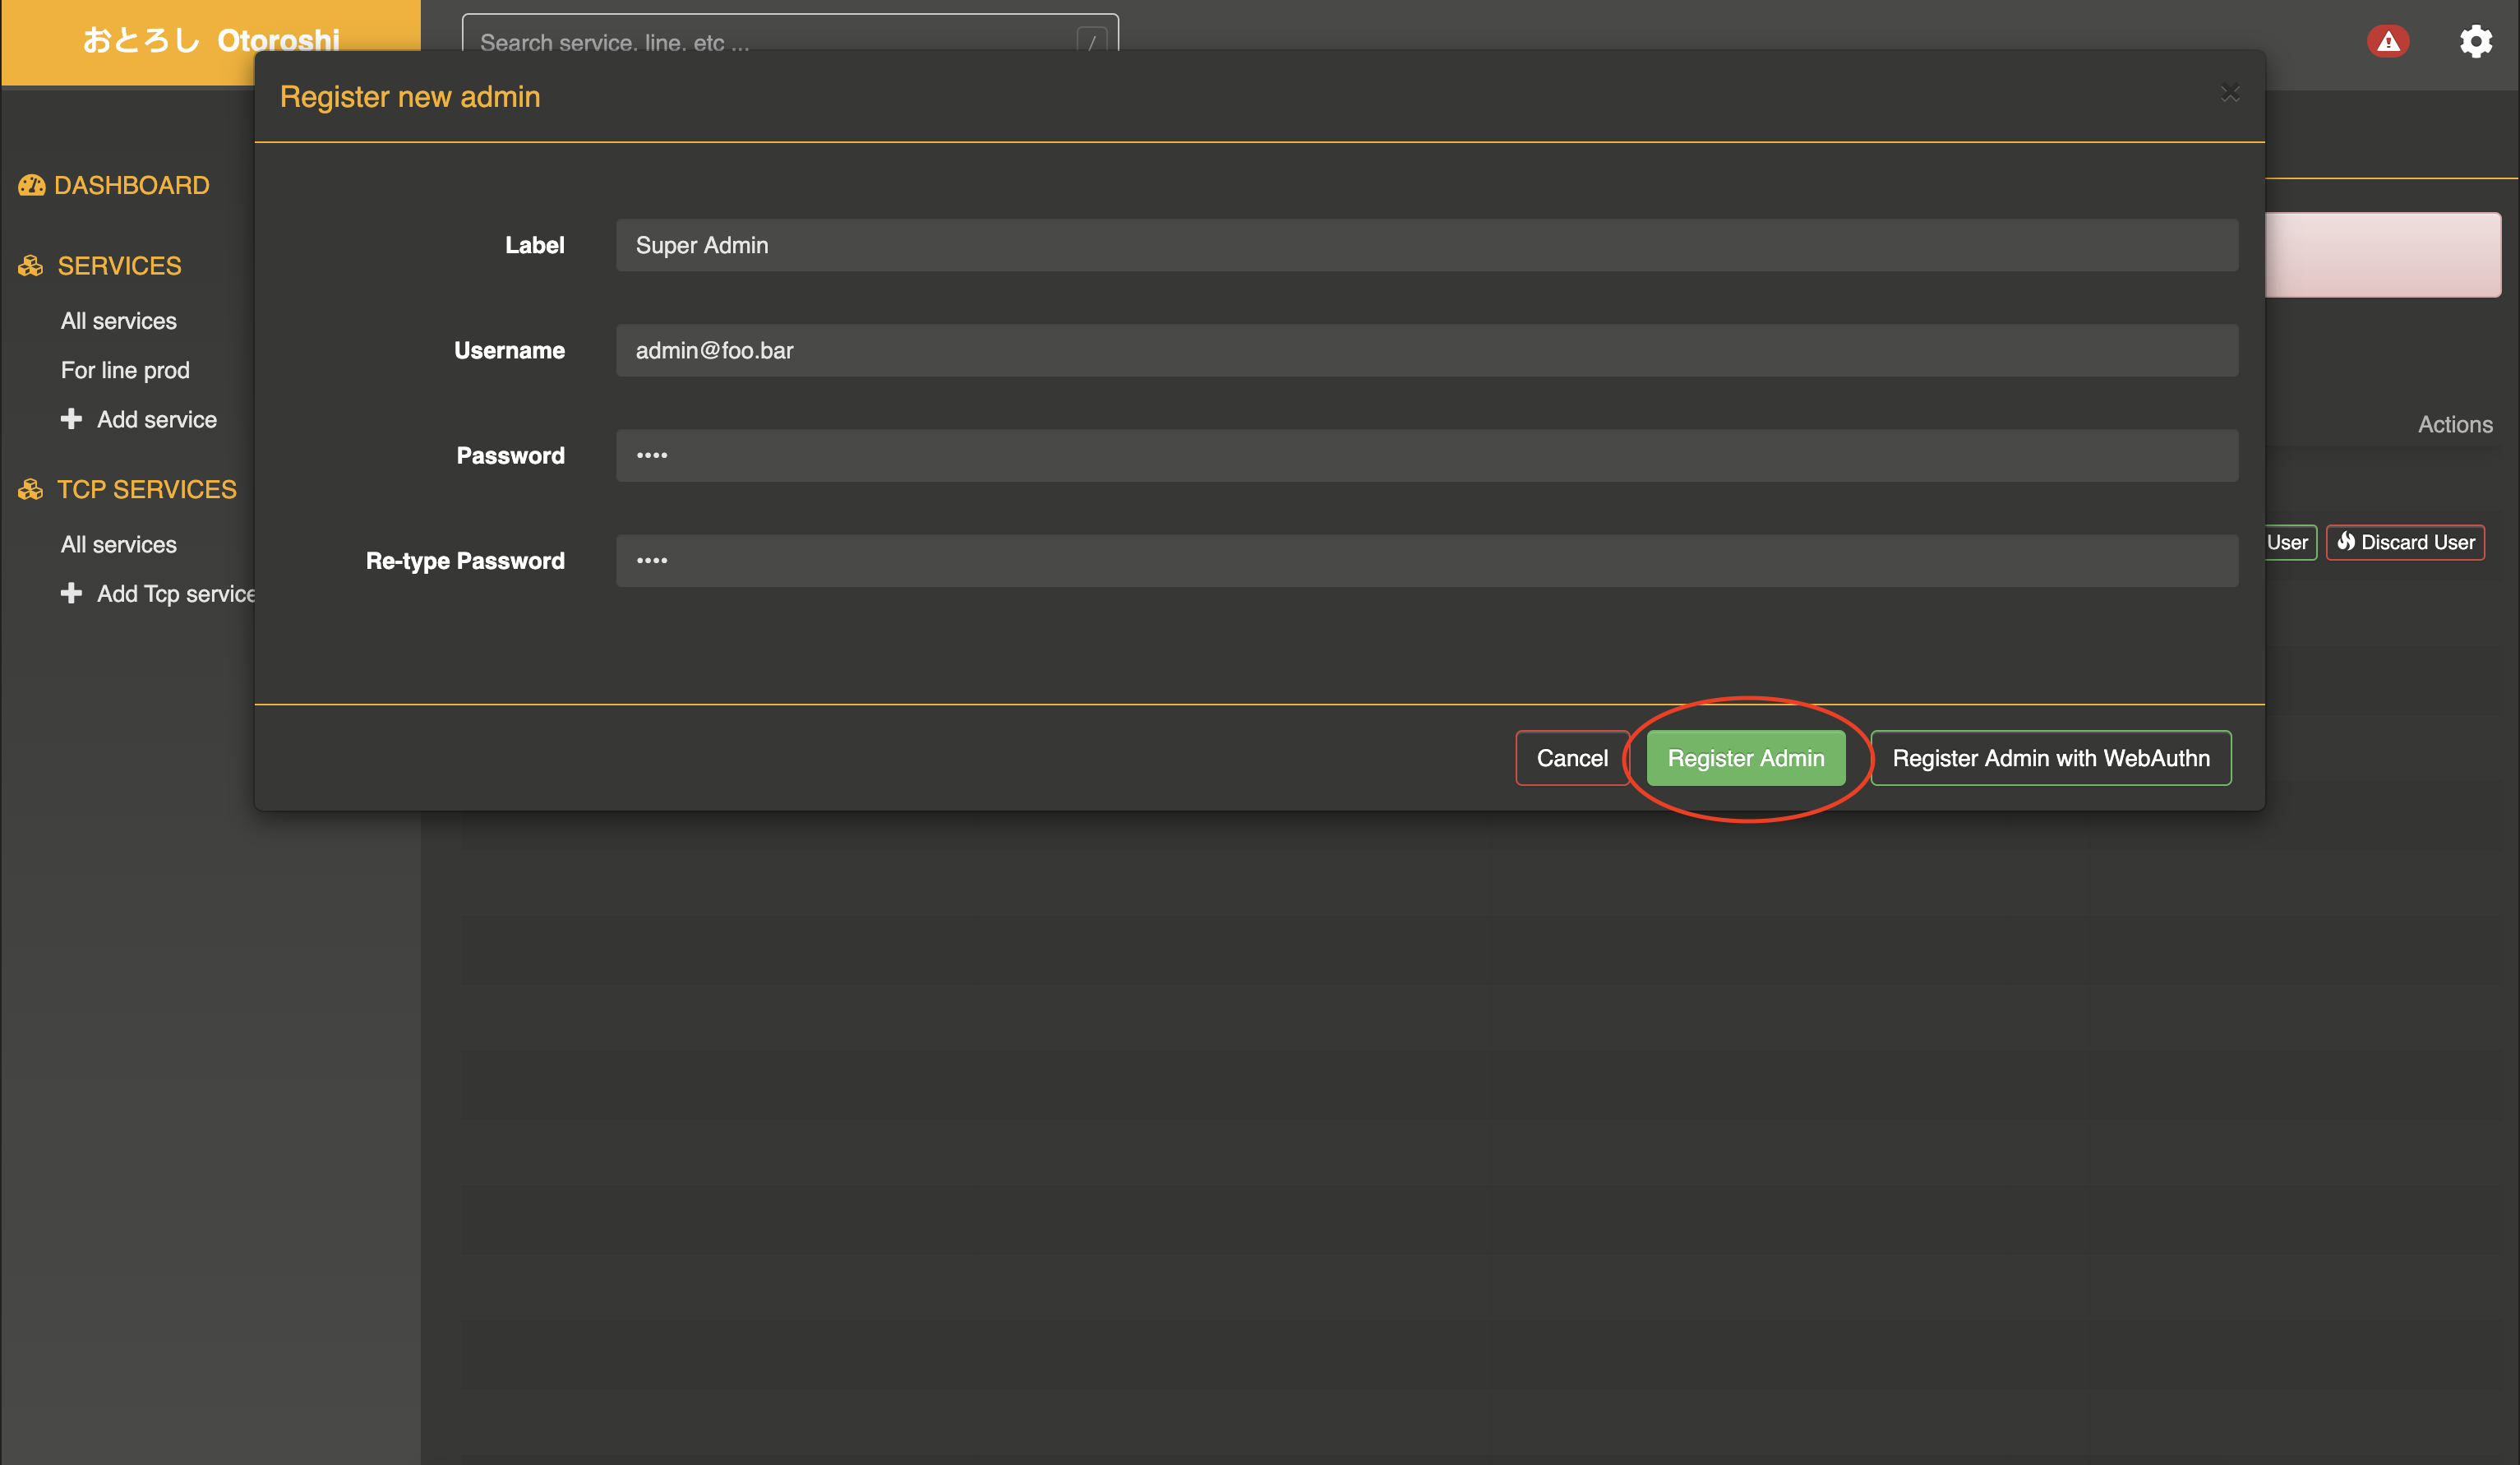 おとろし Otoroshi
Search service, line, etc ...
/
Register new admin
×
DASHBOARD
SERVICES
All services
For line prod
Add service
TCP SERVICES
All services
Add Tcp service
Label
Super Admin
Username
admin@foo.bar
Password
••••
Re-type Password
••••
Actions
User
Discard User
Cancel
Register Admin
Register Admin with WebAuthn